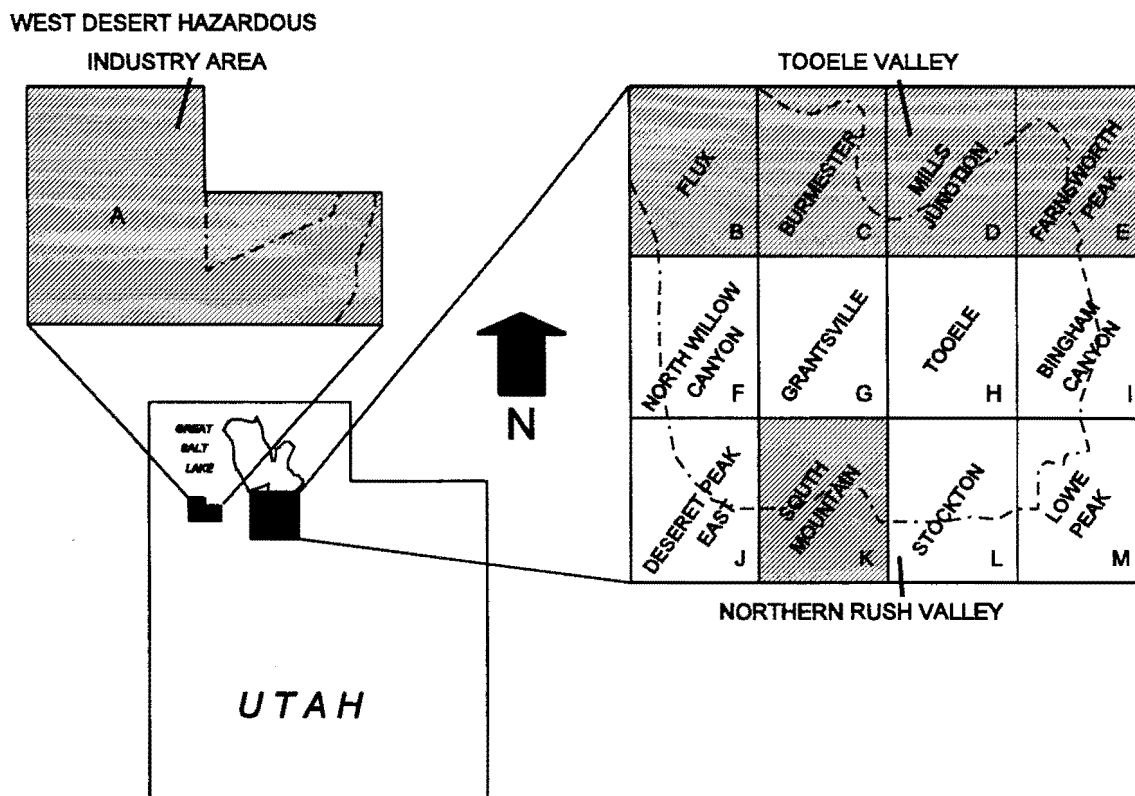 WEST DESERT HAZARDOUS
INDUSTRY AREA
A
TOOELE VALLEY
FLUX
B
BURMESTER
C
MILLS
JUNCTION
D
FARNSWORTH
PEAK
E
NORTH WILLOW
CANYON
F
GRANTSVILLE
G
TOOELE
H
BINGHAM
CANYON
I
DESERET PEAK
EAST
J
SOUTH
MOUNTAIN
K
STOCKTON
L
LOWE
PEAK
M
NORTHERN RUSH VALLEY
N
GREAT
SALT
LAKE
UTAH